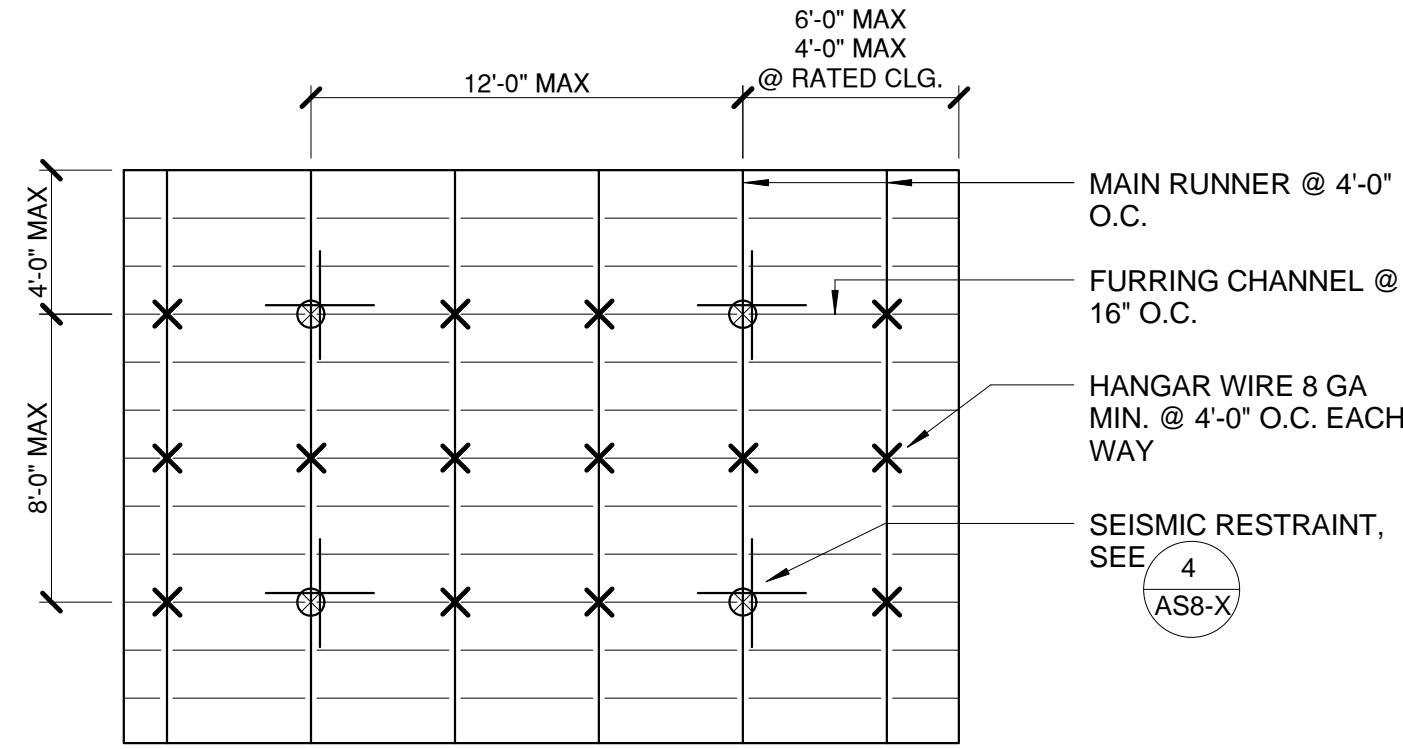 6'-0" MAX
4'-0" MAX
@ RATED CLG.
12'-0" MAX
4'-0" MAX
8'-0" MAX
MAIN RUNNER @ 4'-0"
O.C.
FURRING CHANNEL @
16" O.C.
HANGAR WIRE 8 GA
MIN. @ 4'-0" O.C. EACH
WAY
SEISMIC RESTRAINT,
SEE
4
AS8-X